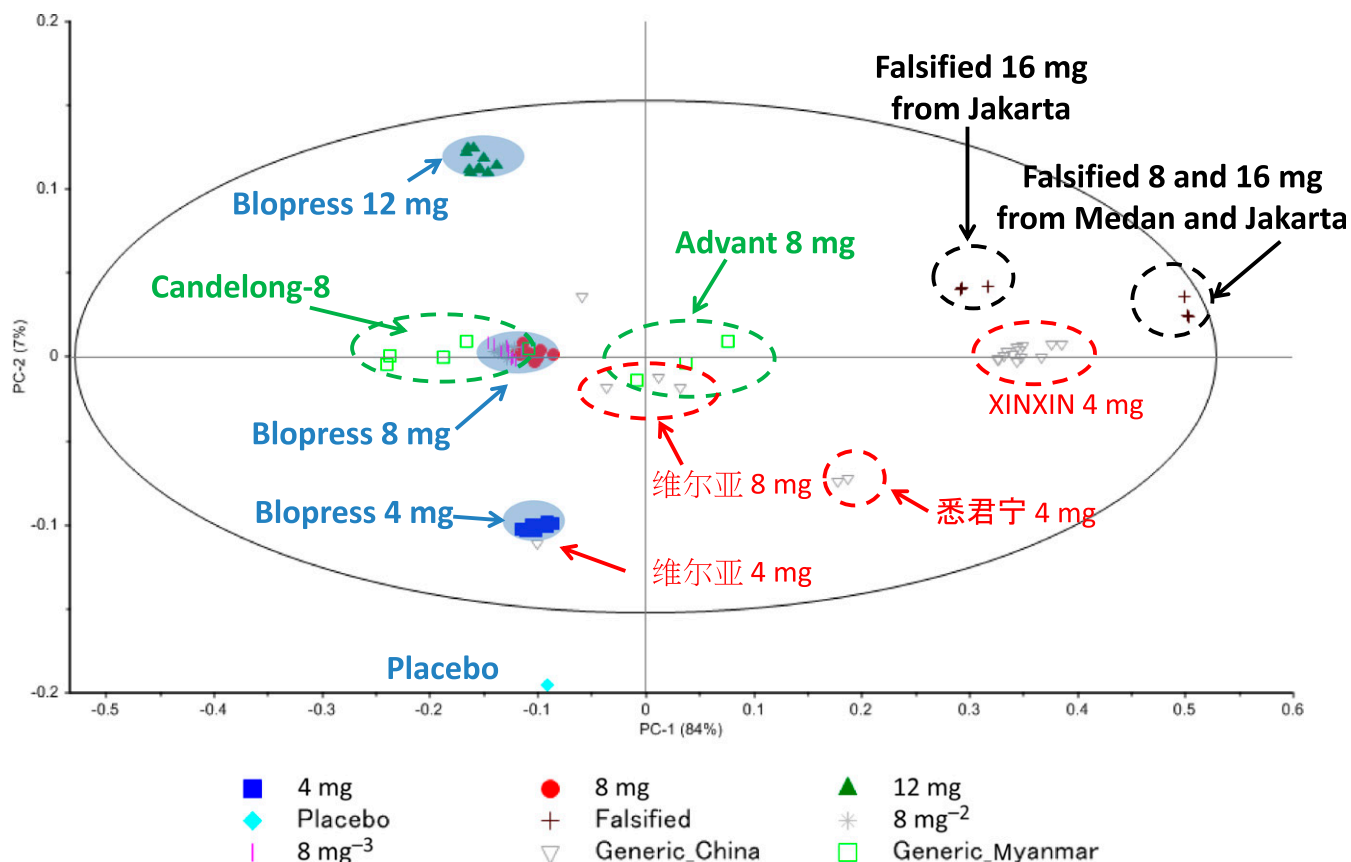 0.2
Falsified 16 mg
from Jakarta
Falsified 8 and 16 mg
from Medan and Jakarta
0.1
Blopress 12 mg
Advant 8 mg
Candelong-8
PC-2 (7%)
0
XINXIN 4 mg
Blopress 8 mg
维尔亚 8 mg
Blopress 4 mg
悉君宁 4 mg
-0.1
维尔亚 4 mg
Placebo
-0.2
-0.5 -0.4 -0.3 -0.2 -0.1 0 0.1 0.2 0.3 0.4 0.5 0.6
PC-1 (84%)
4 mg 8 mg 12 mg
Placebo Falsified 8 mg⁻²
8 mg⁻³ Generic_China Generic_Myanmar